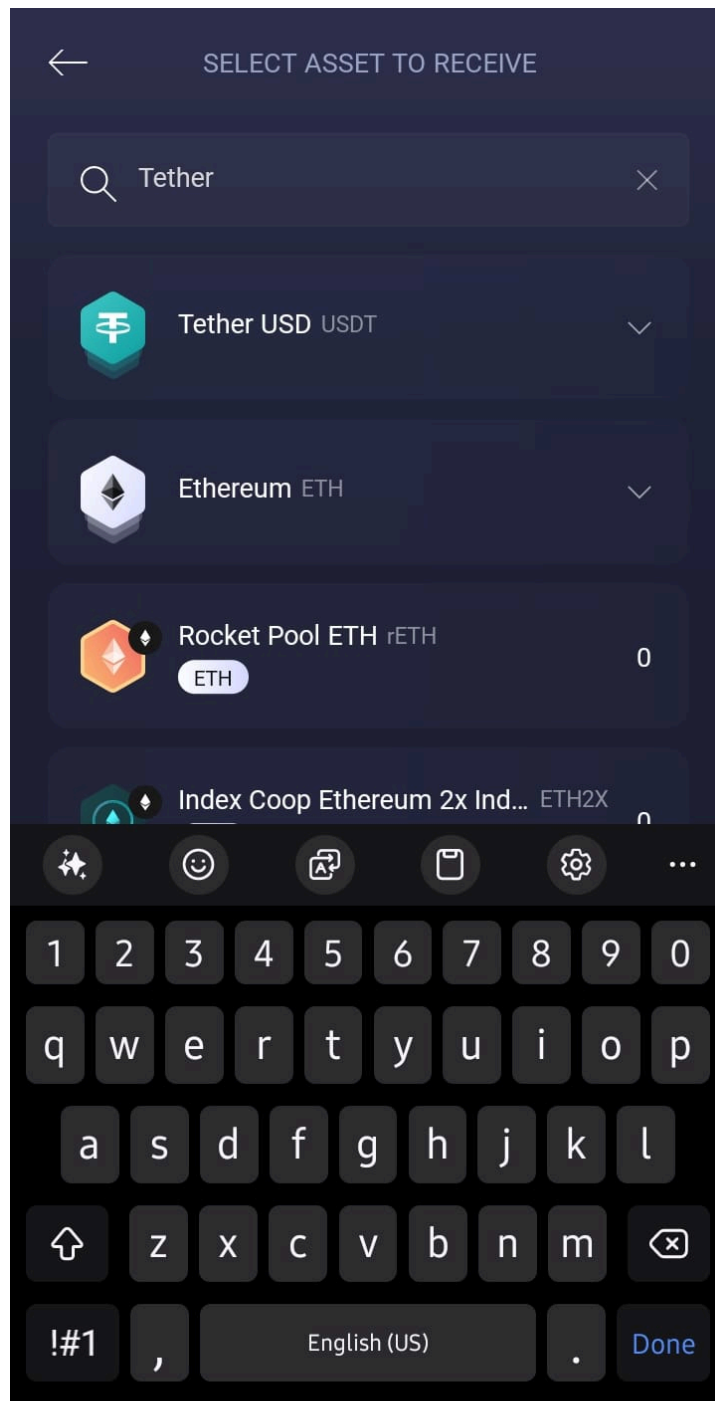 SELECT ASSET TO RECEIVE
Tether
Tether USD USDT
Ethereum ETH
Rocket Pool ETH rETH
ETH
0
Index Coop Ethereum 2x Ind... ETH2X
1 2 3 4 5 6 7 8 9 0
q w e r t y u i o p
a s d f g h j k l
z x c v b n m
!#1 , English (US) . Done